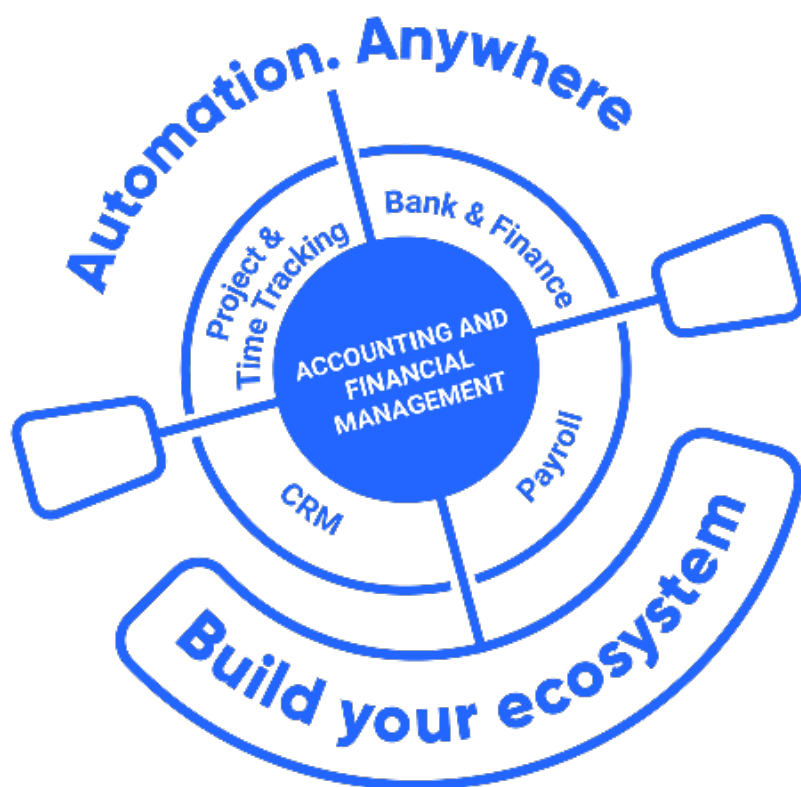 Automation. Anywhere
Project &
Time Tracking
Bank & Finance
ACCOUNTING AND
FINANCIAL
MANAGEMENT
CRM
Payroll
Build your ecosystem